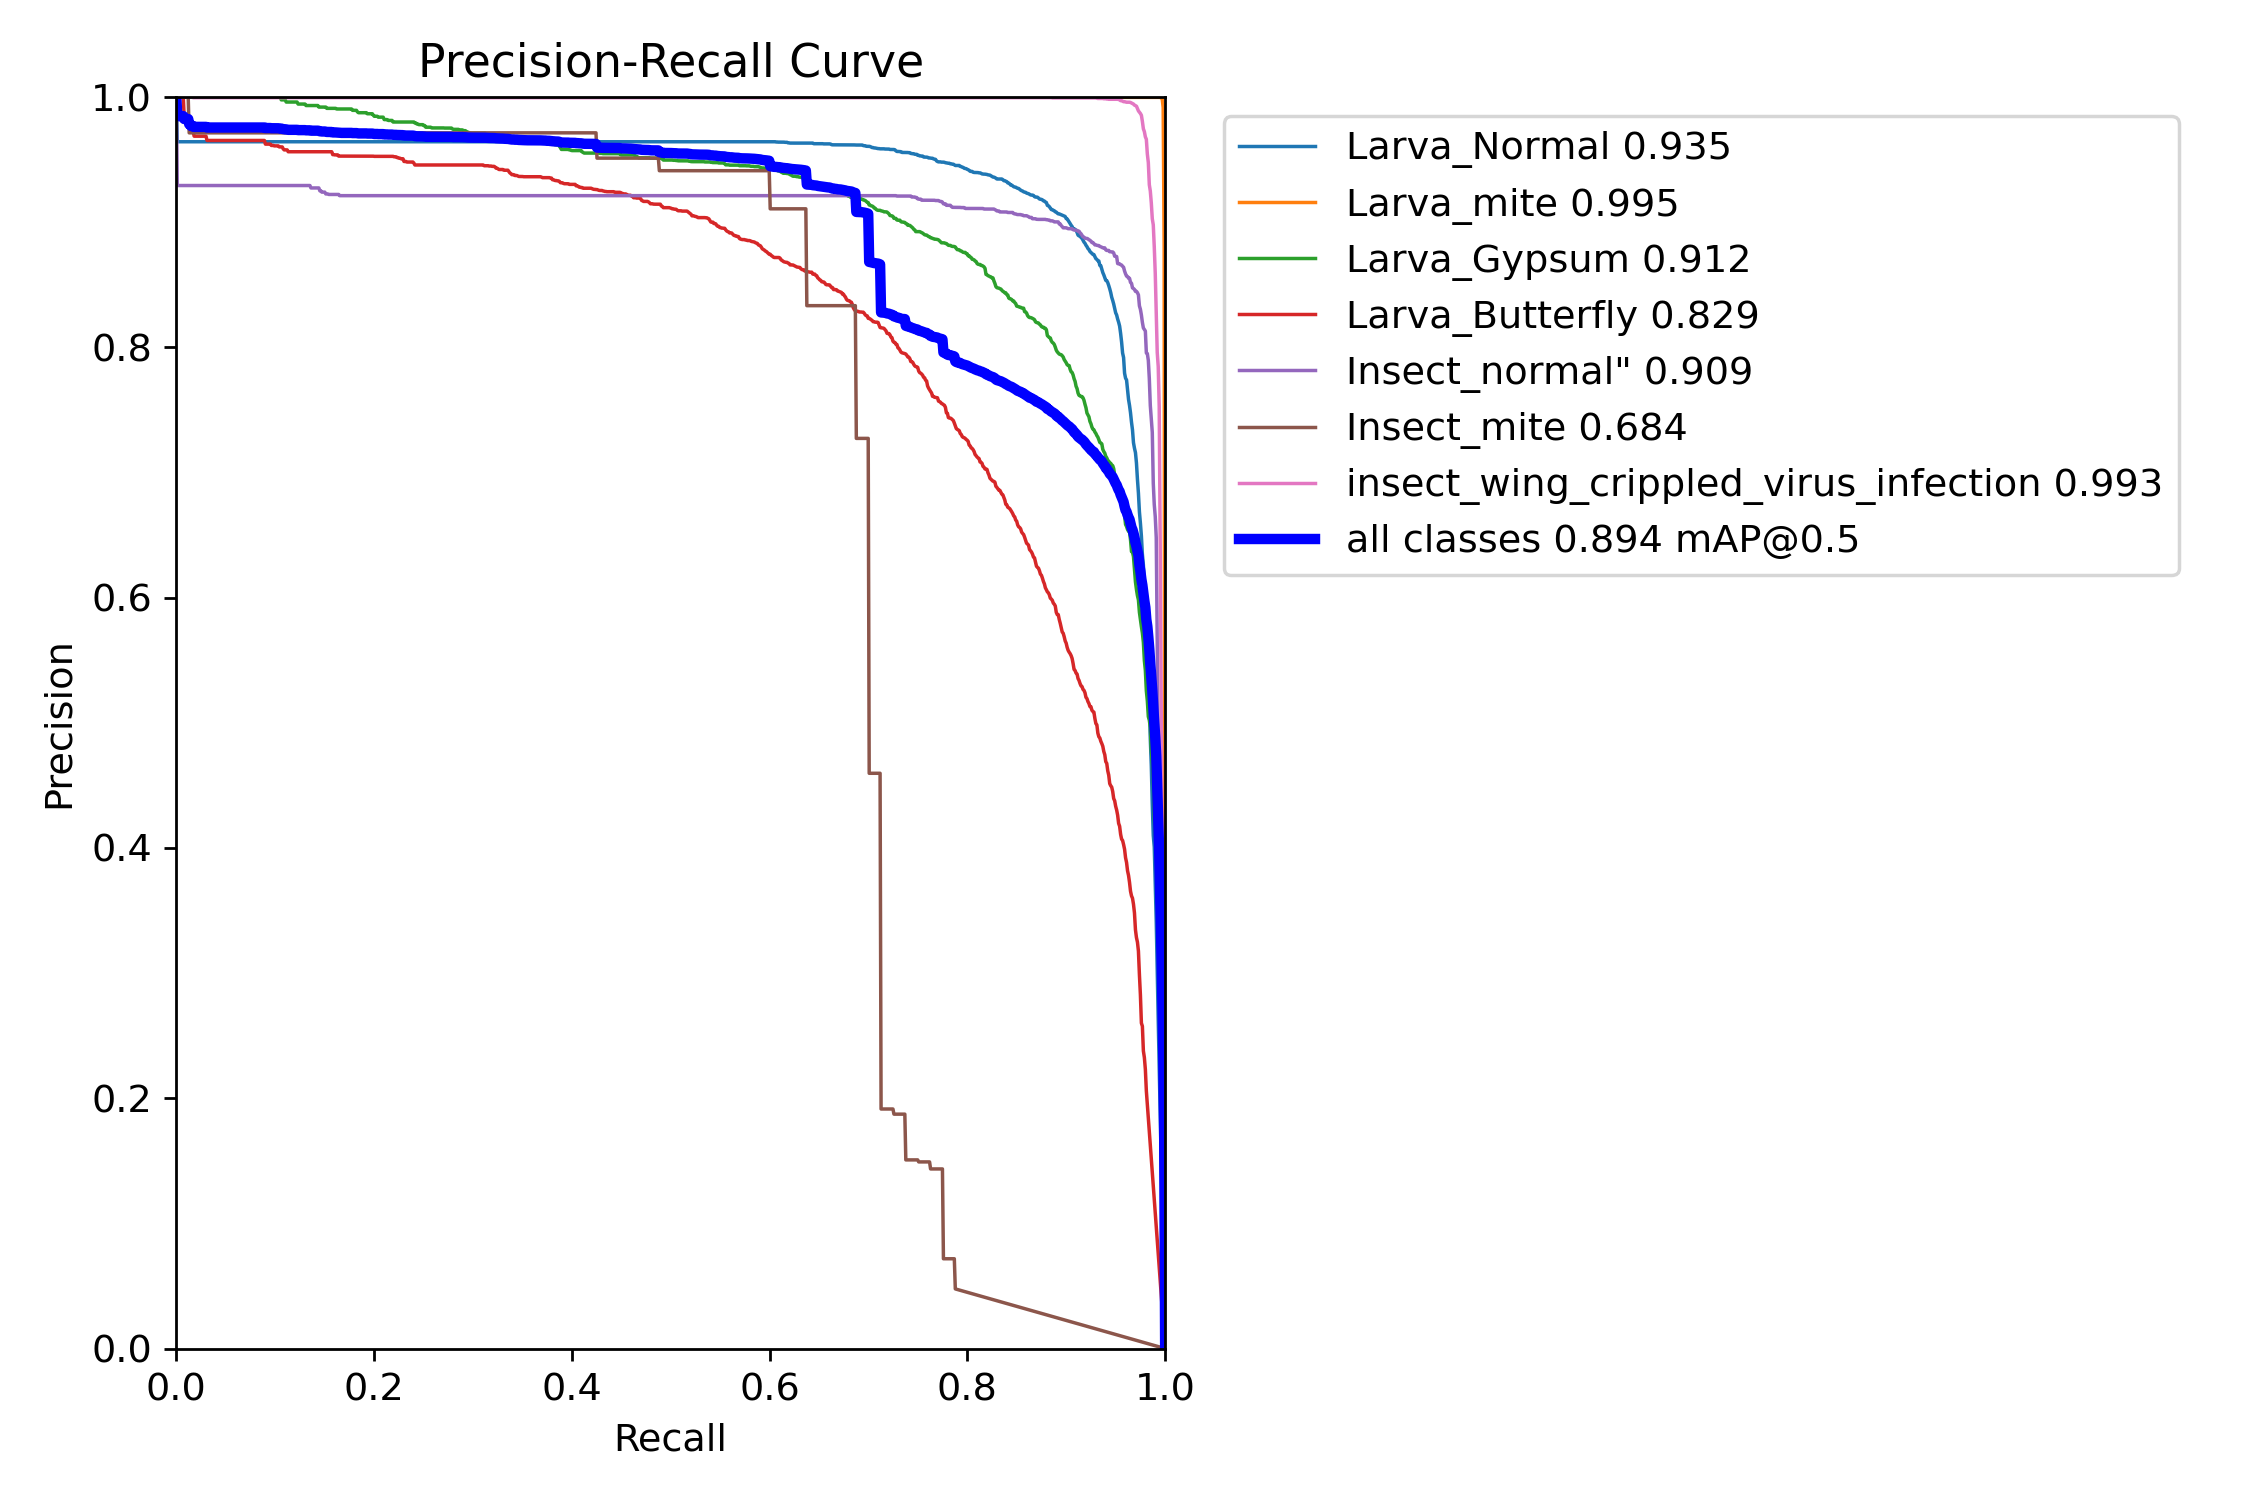 Precision-Recall Curve
1.0
0.8
0.6
0.4
0.2
0.0
Precision
0.0 0.2 0.4 0.6 0.8 1.0
Recall
Larva_Normal 0.935
Larva_mite 0.995
Larva_Gypsum 0.912
Larva_Butterfly 0.829
Insect_normal" 0.909
Insect_mite 0.684
insect_wing_crippled_virus_infection 0.993
all classes 0.894 mAP@0.5